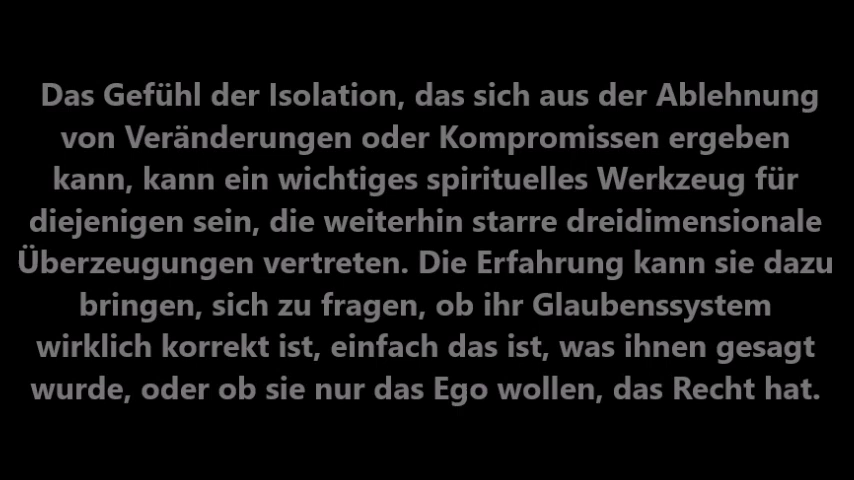 Das Gefühl der Isolation, das sich aus der Ablehnung
von Veränderungen oder Kompromissen ergeben
kann, kann ein wichtiges spirituelles Werkzeug für
diejenigen sein, die weiterhin starre dreidimensionale
Überzeugungen vertreten. Die Erfahrung kann sie dazu
bringen, sich zu fragen, ob ihr Glaubenssystem
wirklich korrekt ist, einfach das ist, was ihnen gesagt
wurde, oder ob sie nur das Ego wollen, das Recht hat.